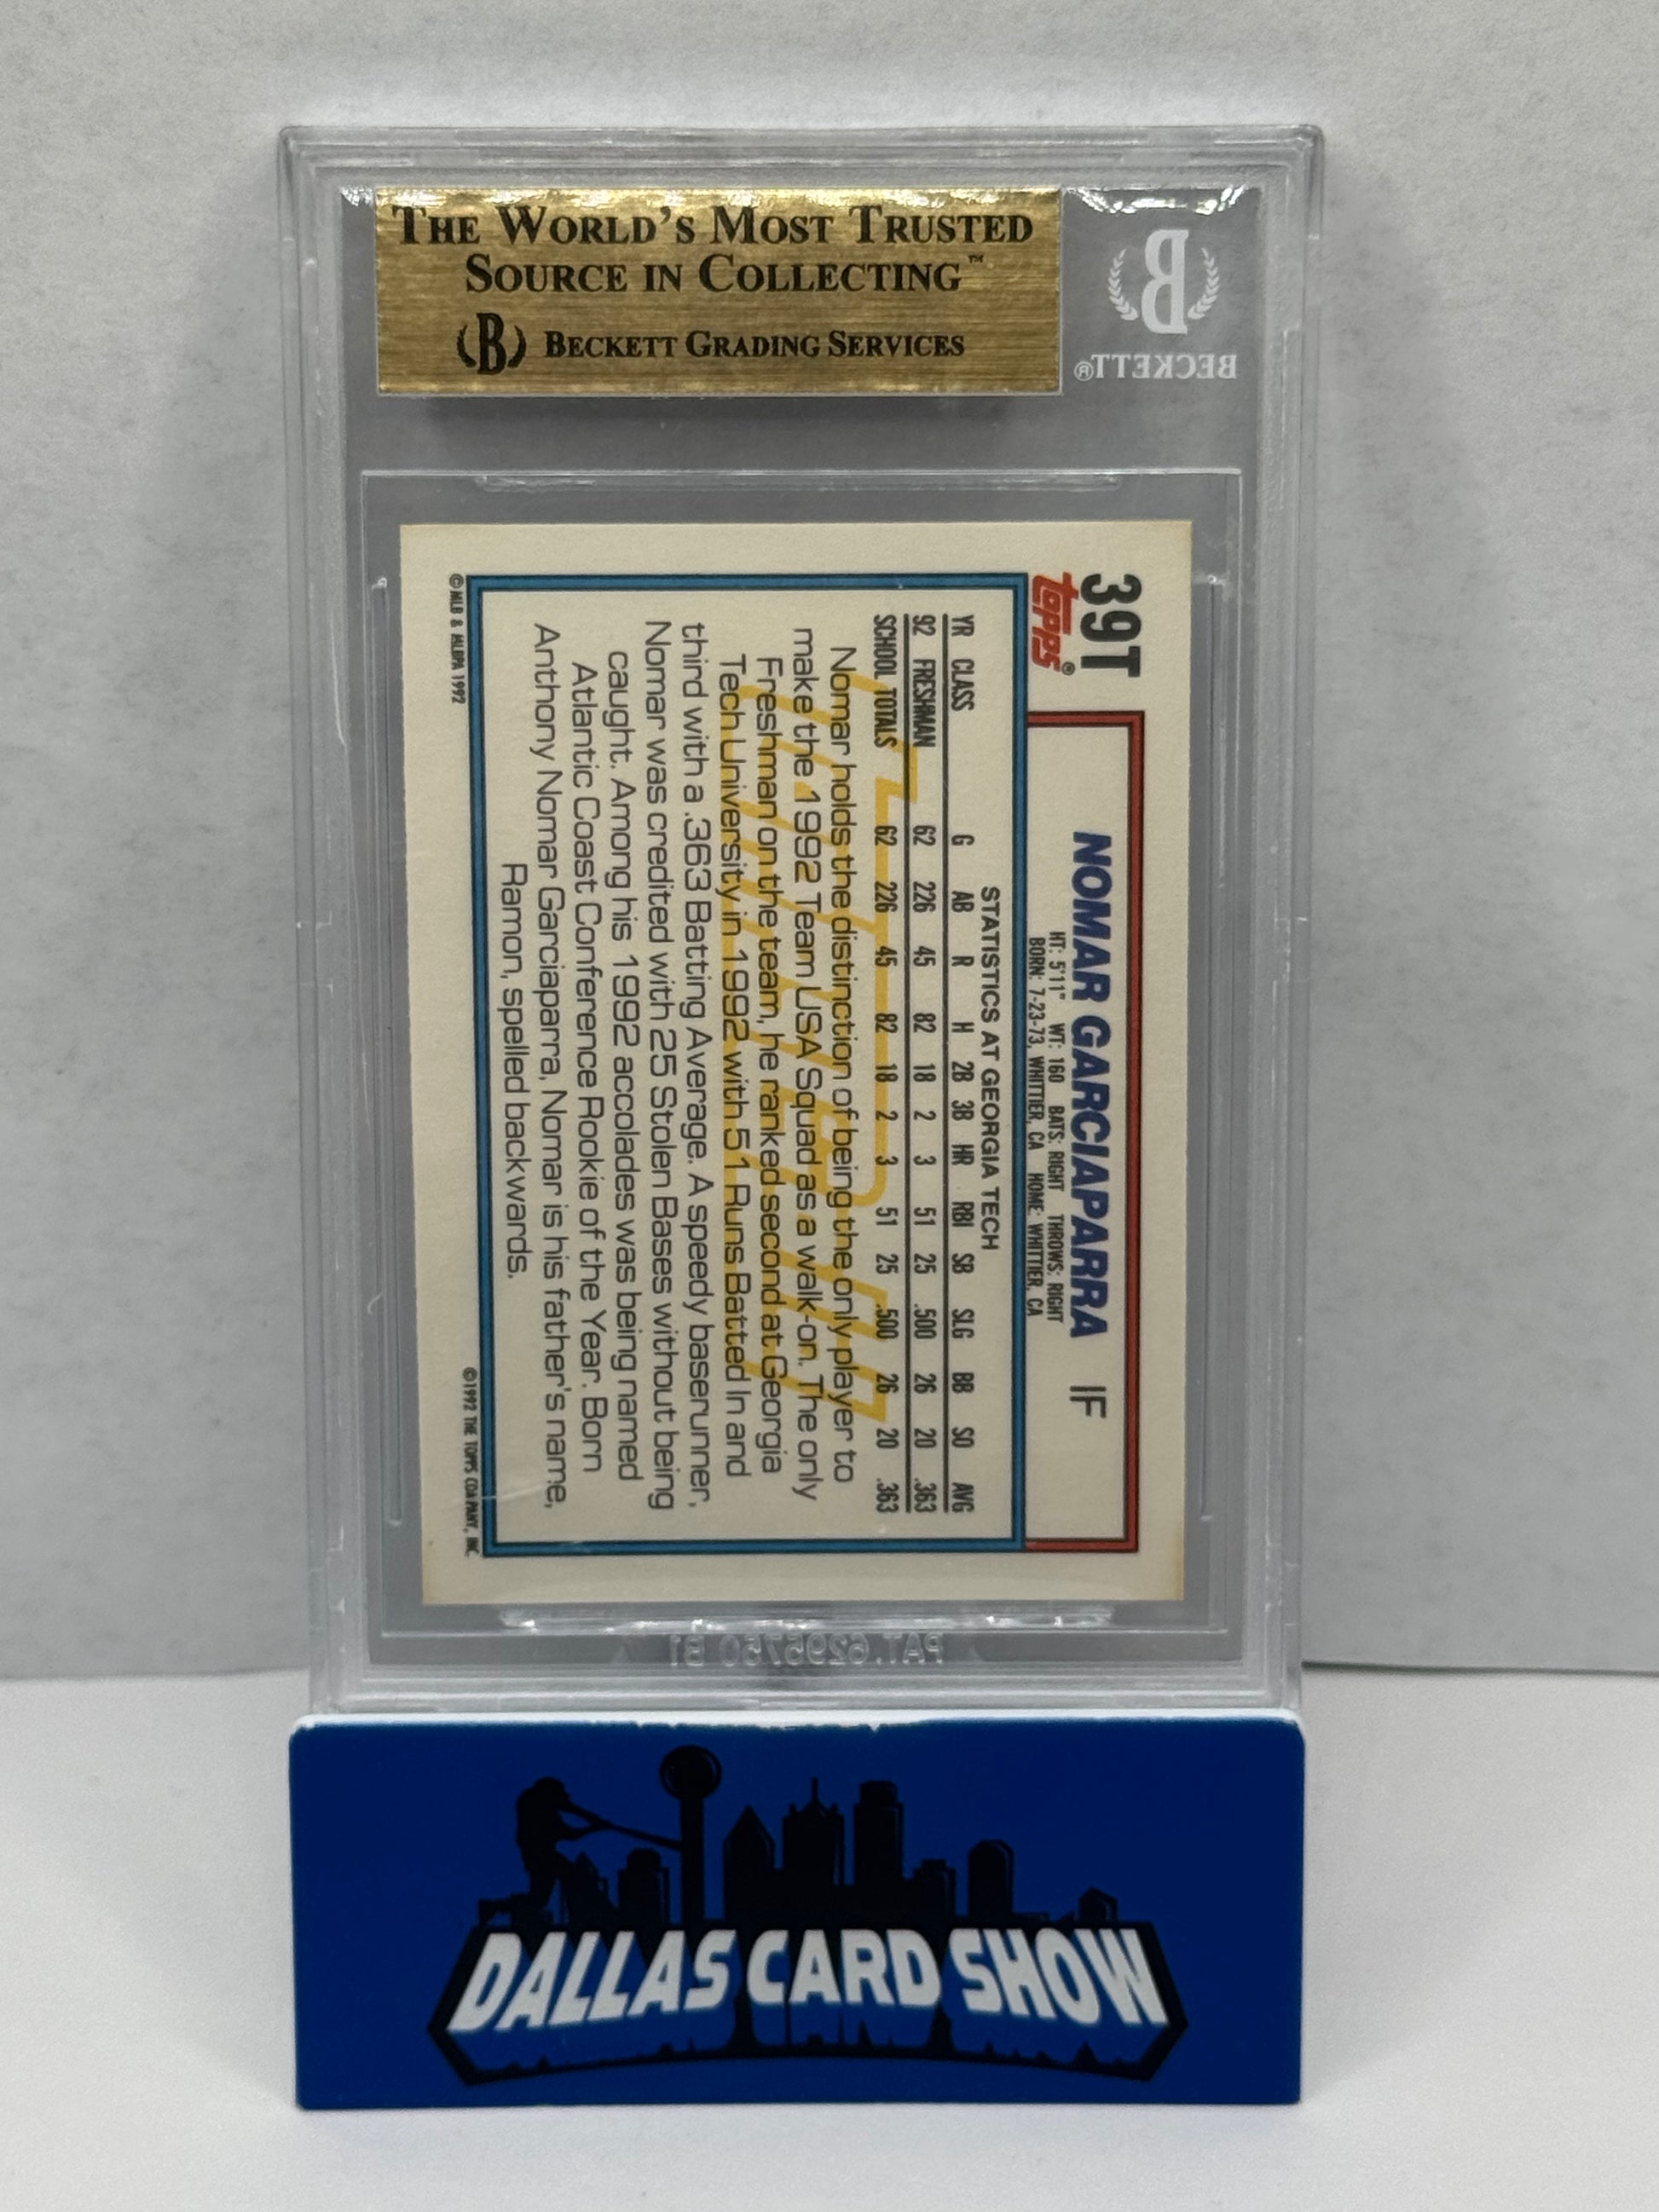 THE WORLD'S MOST TRUSTED
SOURCE IN COLLECTING™
B BECKETT GRADING SERVICES
B
BECKETT®
39T
topps®
NOMAR GARCIAPARRA IF
HT: 5'11" WT: 160 BATS: RIGHT THROWS: RIGHT
BORN: 7-23-73, WHITTIER, CA HOME: WHITTIER, CA
STATISTICS AT GEORGIA TECH
YR CLASS G AB R H 2B 3B HR RBI SB SLG BB SO AVG
92 FRESHMAN 62 226 45 82 18 2 3 51 25 .500 26 20 .363
SCHOOL TOTALS 62 226 45 82 18 2 3 51 25 .500 26 20 .363
Nomar holds the distinction of being the only player to
make the 1992 Team USA Squad as a walk-on. The only
Freshman on the team, he ranked second at Georgia
Tech University in 1992 with 51 Runs Batted In and
third with a .363 Batting Average. A speedy baserunner,
Nomar was credited with 25 Stolen Bases without being
caught. Among his 1992 accolades was being named
Atlantic Coast Conference Rookie of the Year. Born
Anthony Nomar Garciaparra, Nomar is his father's name,
Ramon, spelled backwards.
© MLB & MLBPA 1992
©1992 THE TOPPS COMPANY, INC.
PAT. 6295750 B1
DALLAS CARD SHOW